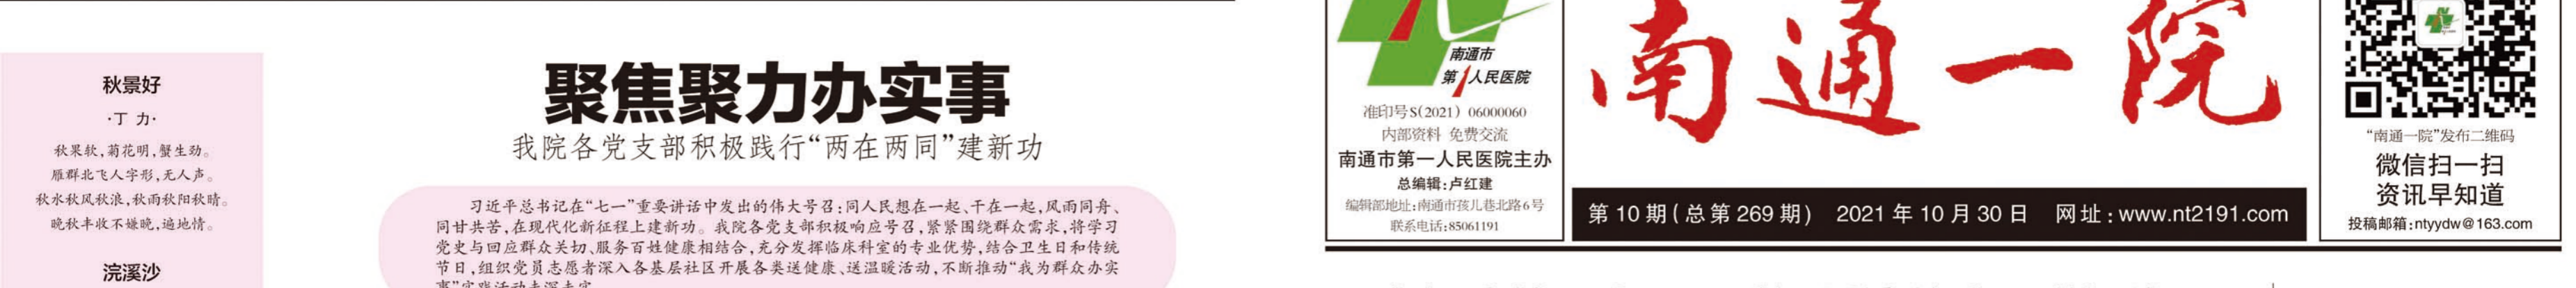 秋景好
·丁 力·
秋果软,菊花明,蟹生劲。
雁群北飞人字形,无人声。
秋水秋风秋浪,秋雨秋阳秋晴。
晚秋丰收不嫌晚,遍地情。
浣溪沙
聚焦聚力办实事
我院各党支部积极践行“两在两同”建新功
习近平总书记在“七一”重要讲话中发出的伟大号召:同人民想在一起、干在一起,风雨同舟、
同甘共苦,在现代化新征程上建新功。我院各党支部积极响应号召,紧紧围绕群众需求,将学习
党史与回应群众关切、服务百姓健康相结合,充分发挥临床科室的专业优势,结合卫生日和传统
节日,组织党员志愿者深入各基层社区开展各类送健康、送温暖活动,不断推动“我为群众办实
事”实践活动走深走实。
南通市
第1人民医院
准印号S(2021) 06000060
内部资料 免费交流
南通市第一人民医院主办
总编辑:卢红建
编辑部地址:南通市孩儿巷北路6号
联系电话:85061191
南通一院
第 10 期(总第 269 期) 2021 年 10 月 30 日 网址:www.nt2191.com
“南通一院”发布二维码
微信扫一扫
资讯早知道
投稿邮箱:ntyydw@163.com